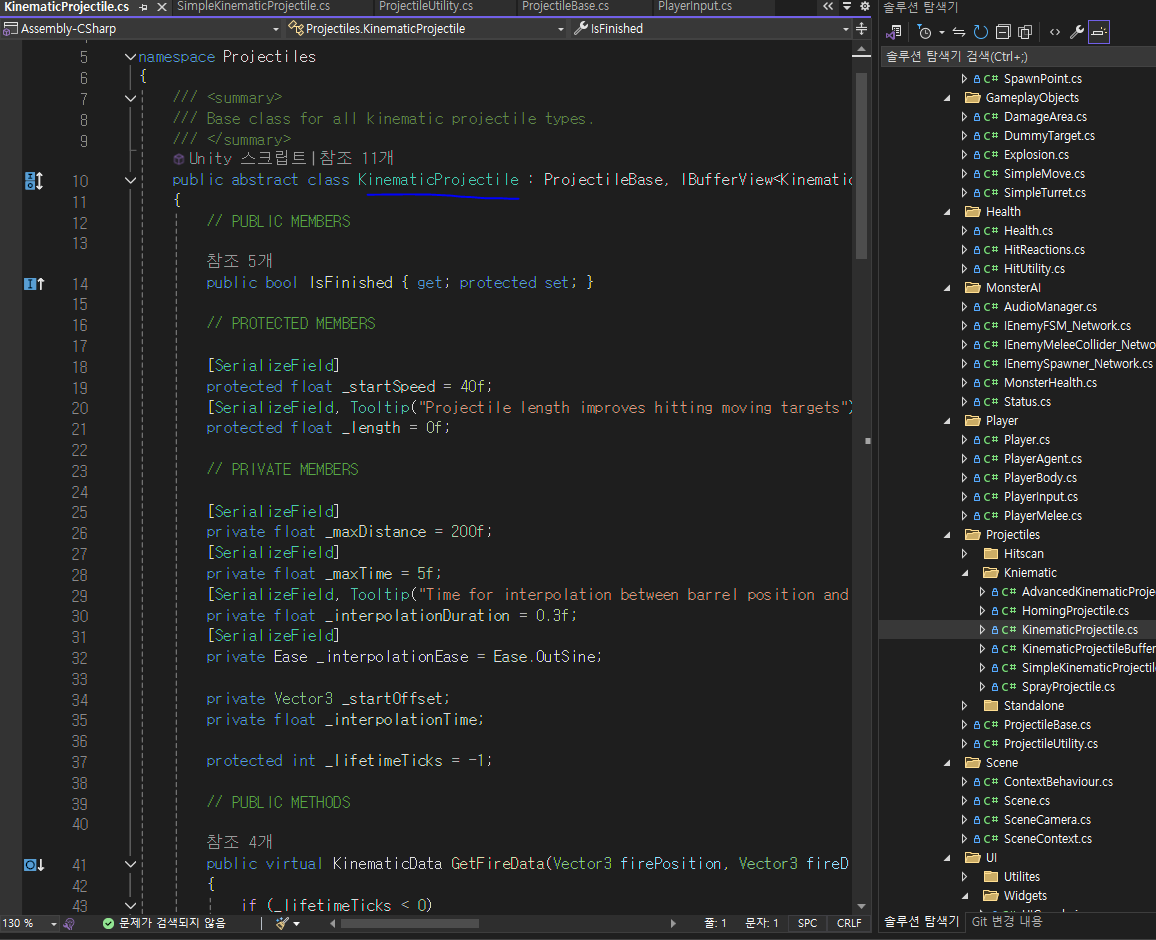 KinematicProjectile.cs
SimpleKinematicProjectile.cs
ProjectileUtility.cs
ProjectileBase.cs
PlayerInput.cs
Assembly-CSharp
Projectiles.KinematicProjectile
IsFinished
5 namespace Projectiles
6 {
7 /// <summary>
8 /// Base class for all kinematic projectile types.
9 /// </summary>
Unity 스크립트|참조 11개
10 public abstract class KinematicProjectile : ProjectileBase, IBufferView<Kinematic
11 {
12 // PUBLIC MEMBERS
13
참조 5개
14 public bool IsFinished { get; protected set; }
15
16 // PROTECTED MEMBERS
17
18 [SerializeField]
19 protected float _startSpeed = 40f;
20 [SerializeField, Tooltip("Projectile length improves hitting moving targets")
21 protected float _length = 0f;
22
23 // PRIVATE MEMBERS
24
25 [SerializeField]
26 private float _maxDistance = 200f;
27 [SerializeField]
28 private float _maxTime = 5f;
29 [SerializeField, Tooltip("Time for interpolation between barrel position and
30 private float _interpolationDuration = 0.3f;
31 [SerializeField]
32 private Ease _interpolationEase = Ease.OutSine;
33
34 private Vector3 _startOffset;
35 private float _interpolationTime;
36
37 protected int _lifetimeTicks = -1;
38
39 // PUBLIC METHODS
40
참조 4개
41 public virtual KinematicData GetFireData(Vector3 firePosition, Vector3 fireD
42 {
43 if (_lifetimeTicks < 0)
130 %
문제가 검색되지 않음
줄: 1
문자: 1
SPC
CRLF
솔루션 탐색기
솔루션 탐색기 검색(Ctrl+;)
C# SpawnPoint.cs
GameplayObjects
C# DamageArea.cs
C# DummyTarget.cs
C# Explosion.cs
C# SimpleMove.cs
C# SimpleTurret.cs
Health
C# Health.cs
C# HitReactions.cs
C# HitUtility.cs
MonsterAI
C# AudioManager.cs
C# IEnemyFSM_Network.cs
C# IEnemyMeleeCollider_Netwo
C# IEnemySpawner_Network.cs
C# MonsterHealth.cs
C# Status.cs
Player
C# Player.cs
C# PlayerAgent.cs
C# PlayerBody.cs
C# PlayerInput.cs
C# PlayerMelee.cs
Projectiles
Hitscan
Kniematic
C# AdvancedKinematicProje
C# HomingProjectile.cs
C# KinematicProjectile.cs
C# KinematicProjectileBuffer
C# SimpleKinematicProjectil
C# SprayProjectile.cs
Standalone
C# ProjectileBase.cs
C# ProjectileUtility.cs
Scene
C# ContextBehaviour.cs
C# Scene.cs
C# SceneCamera.cs
C# SceneContext.cs
UI
Utilites
Widgets
솔루션 탐색기
Git 변경 내용